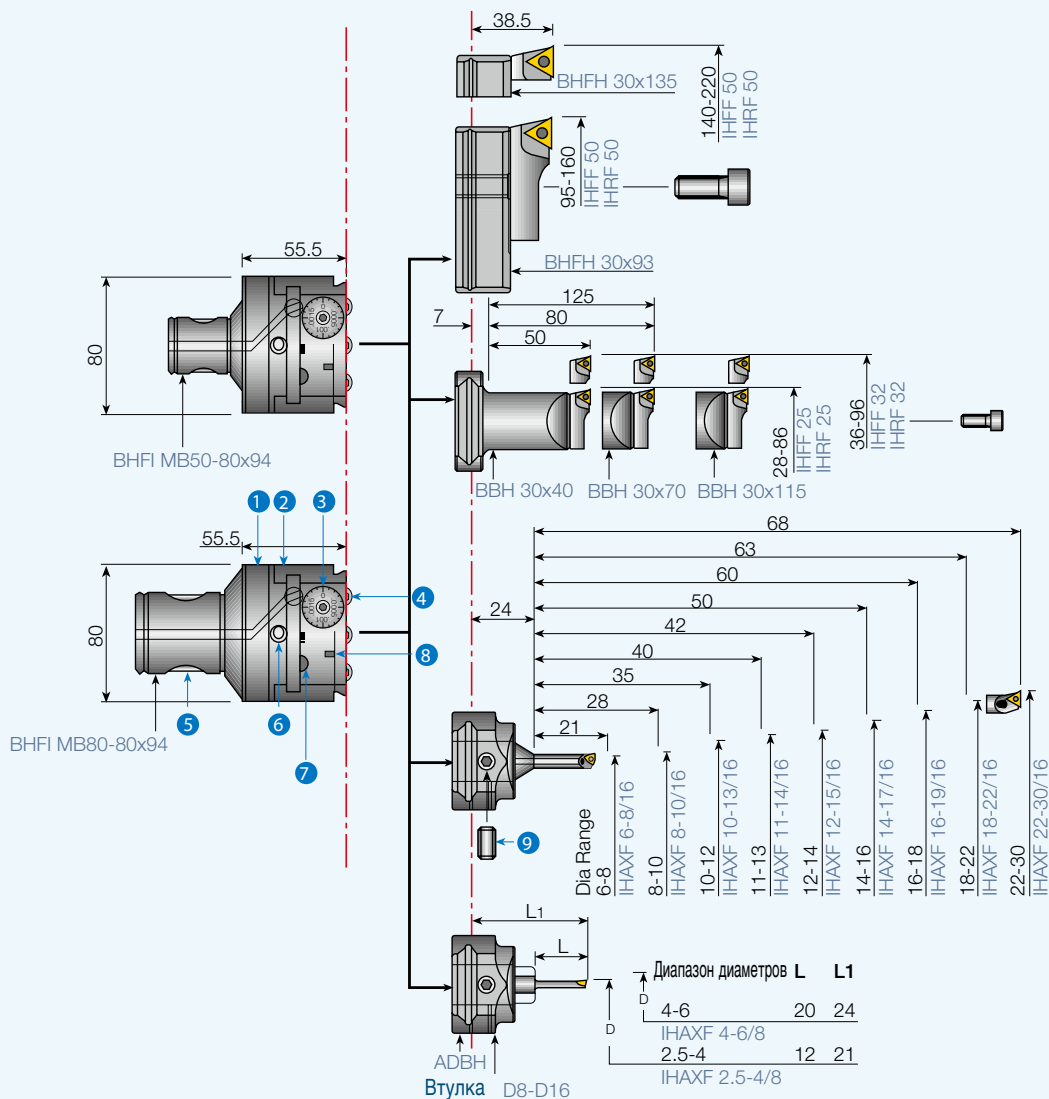 38.5
BHFH 30x135
140-220
IHFF 50
IHRF 50
95-160
IHFF 50
IHRF 50
BHFH 30x93
55.5
80
BHFI MB50-80x94
125
7
80
50
28-86
IHFF 25
IHRF 25
36-96
IHFF 32
IHRF 32
BBH 30x40
BBH 30x70
BBH 30x115
1
2
3
55.5
80
4
5
6
7
8
BHFI MB80-80x94
68
63
60
50
24
42
40
35
28
21
9
Dia Range
6-8
IHAXF 6-8/16
8-10
IHAXF 8-10/16
10-12
IHAXF 10-13/16
11-13
IHAXF 11-14/16
12-14
IHAXF 12-15/16
14-16
IHAXF 14-17/16
16-18
IHAXF 16-19/16
18-22
IHAXF 18-22/16
22-30
IHAXF 22-30/16
L1
L
Диапазон диаметров L L1
D
4-6 20 24
IHAXF 4-6/8
D
2.5-4 12 21
IHAXF 2.5-4/8
ADBH
Втулка D8-D16